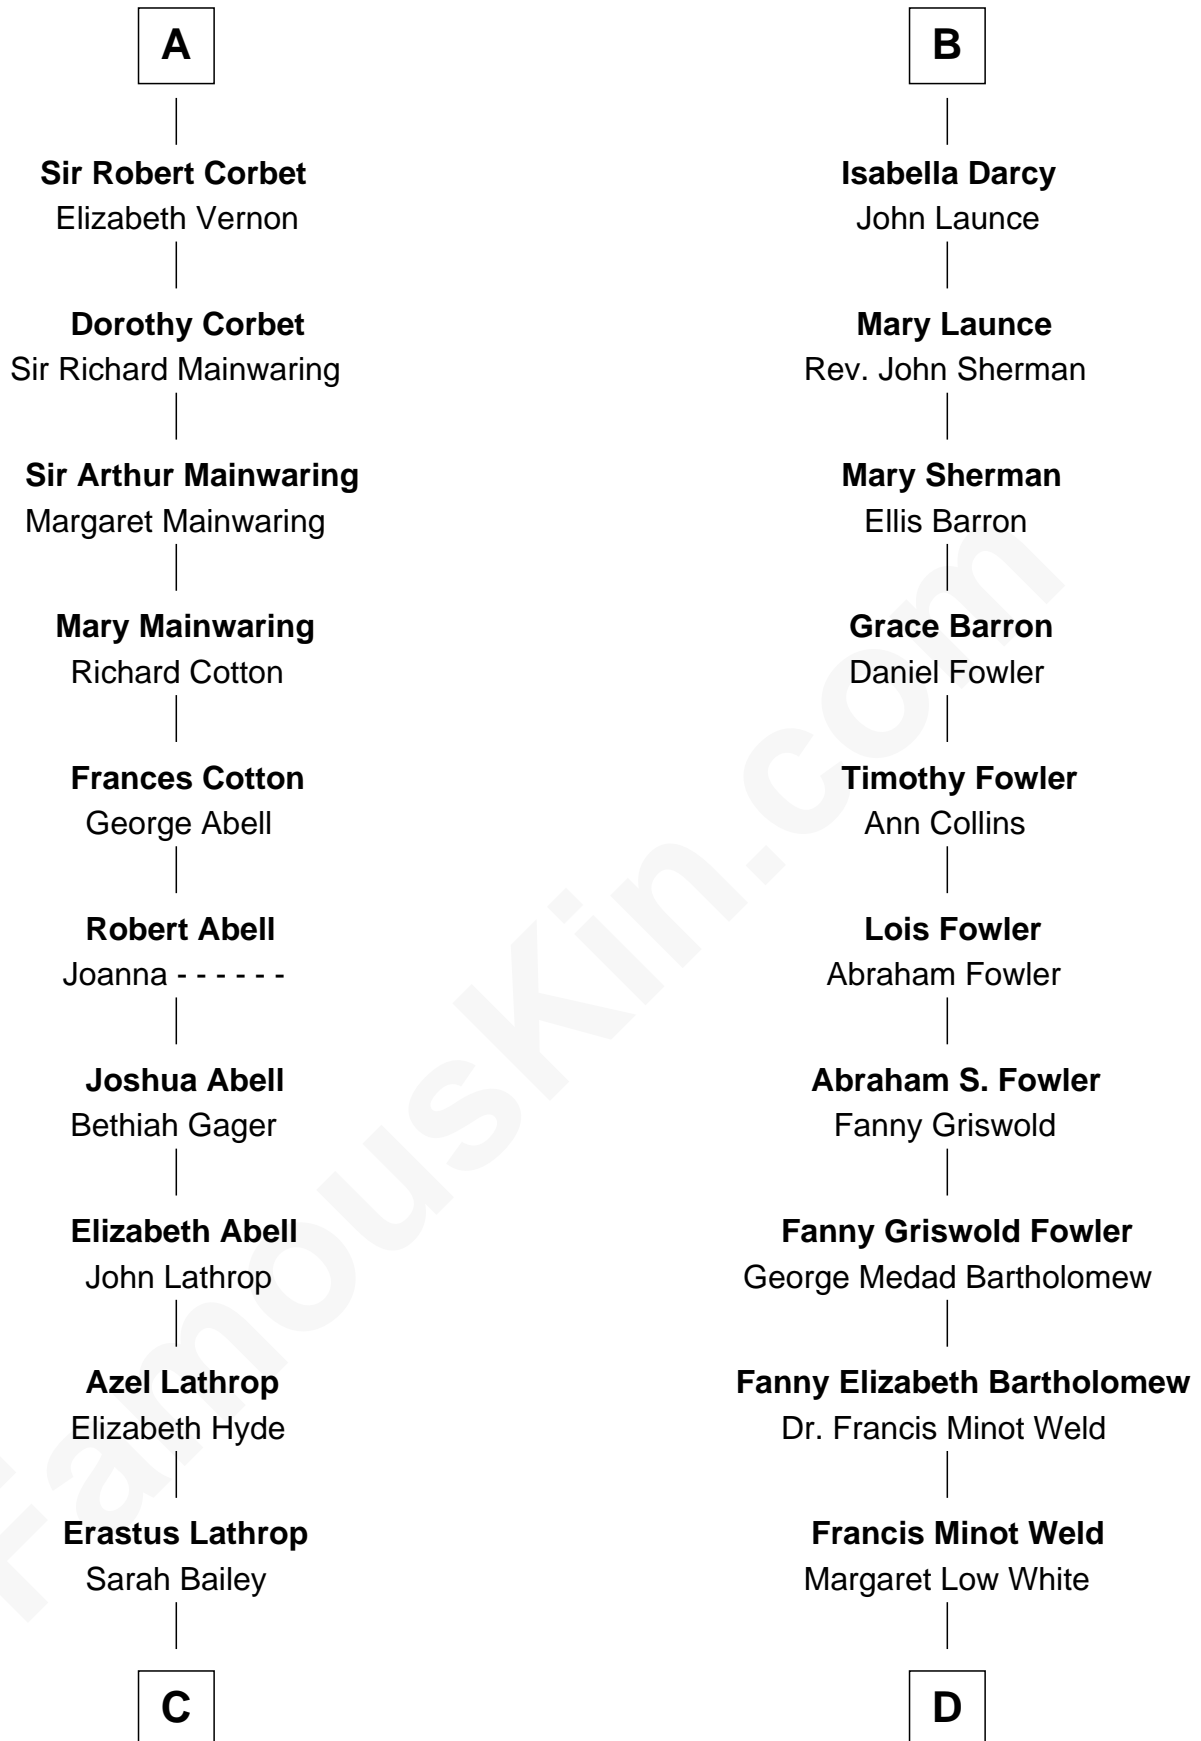 A
Sir Robert Corbet
Elizabeth Vernon
Dorothy Corbet
Sir Richard Mainwaring
Sir Arthur Mainwaring
Margaret Mainwaring
Mary Mainwaring
Richard Cotton
Frances Cotton
George Abell
Robert Abell
Joanna - - - - - -
Joshua Abell
Bethiah Gager
Elizabeth Abell
John Lathrop
Azel Lathrop
Elizabeth Hyde
Erastus Lathrop
Sarah Bailey
C
B
Isabella Darcy
John Launce
Mary Launce
Rev. John Sherman
Mary Sherman
Ellis Barron
Grace Barron
Daniel Fowler
Timothy Fowler
Ann Collins
Lois Fowler
Abraham Fowler
Abraham S. Fowler
Fanny Griswold
Fanny Griswold Fowler
George Medad Bartholomew
Fanny Elizabeth Bartholomew
Dr. Francis Minot Weld
Francis Minot Weld
Margaret Low White
D
FamousKin.com